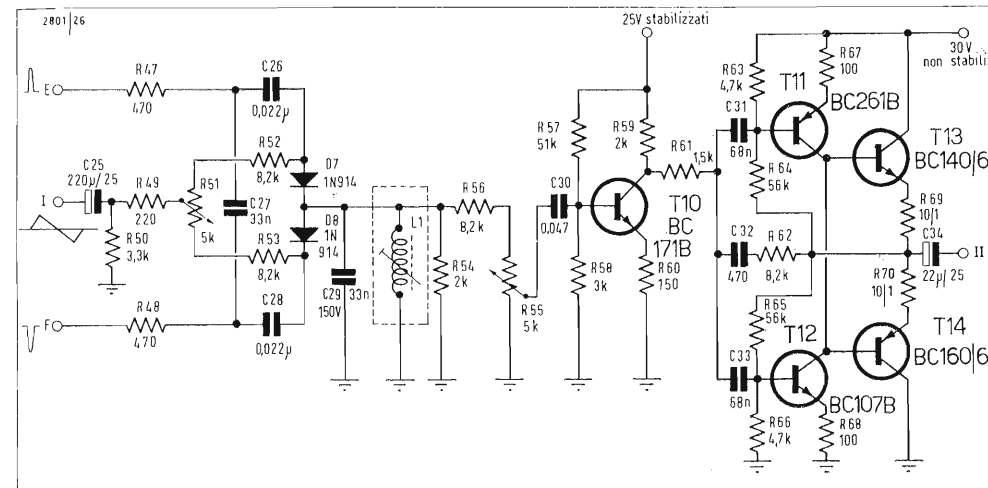 2801|26
25V stabilizzati
30V
non stabiliz
E
R47
470
C26
0,022µ
R52
8,2k
D7
1N914
C25
220µ/25
I
R49
220
R51
5k
C27
33n
R50
3,3k
R53
8,2k
D8
1N
914
F
R48
470
C28
0,022µ
C29
33n
150V
L1
R54
2k
R56
8,2k
R55
5k
C30
0,047
R57
51k
R58
3k
R59
2k
T10
BC
171B
R60
150
R61
1,5k
R63
4,7k
C31
68n
R64
56k
C32
470
R62
8,2k
R65
56k
C33
68n
R66
4,7k
T11
BC261B
R67
100
T12
BC107B
R68
100
T13
BC140/6
R69
10/1
C34
22µ/25
II
R70
10/1
T14
BC160/6